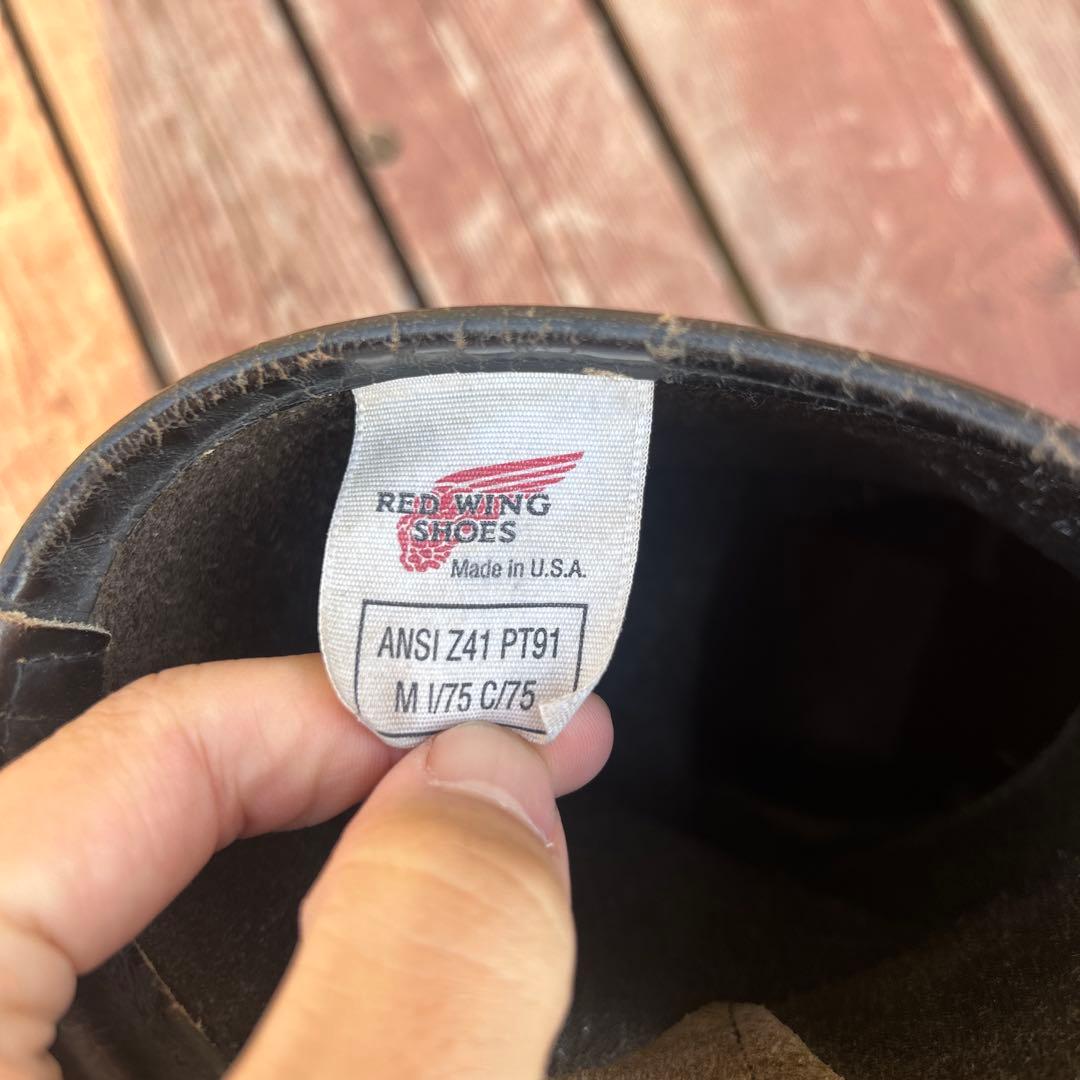 RED WING
SHOES
Made in U.S.A.
ANSI Z41 PT91
M I/75 C/75